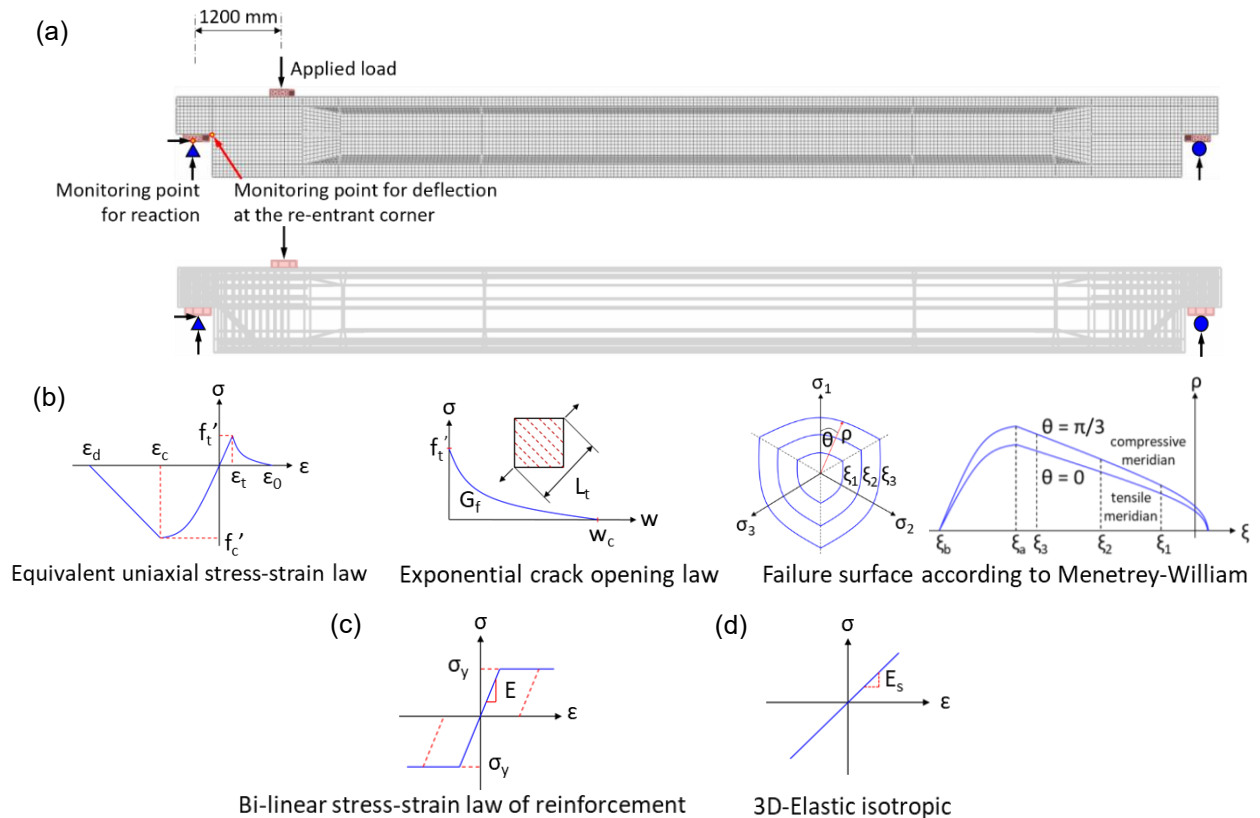 (a)
1200 mm
Applied load
Monitoring point
for reaction
Monitoring point for deflection
at the re-entrant corner
(b)
σ
f_t'
ε_d
ε_c
ε
ε_t
ε_0
f_c'
Equivalent uniaxial stress-strain law
σ
f_t'
G_f
L_t
w
w_c
Exponential crack opening law
σ_1
θ
ρ
ξ_1
ξ_2
ξ_3
σ_3
σ_2
ρ
θ = π/3
compressive
meridian
θ = 0
tensile
meridian
ξ_b
ξ_a
ξ_3
ξ_2
ξ_1
ξ
Failure surface according to Menetrey-William
(c)
σ
σ_y
E
ε
σ_y
Bi-linear stress-strain law of reinforcement
(d)
σ
E_s
ε
3D-Elastic isotropic